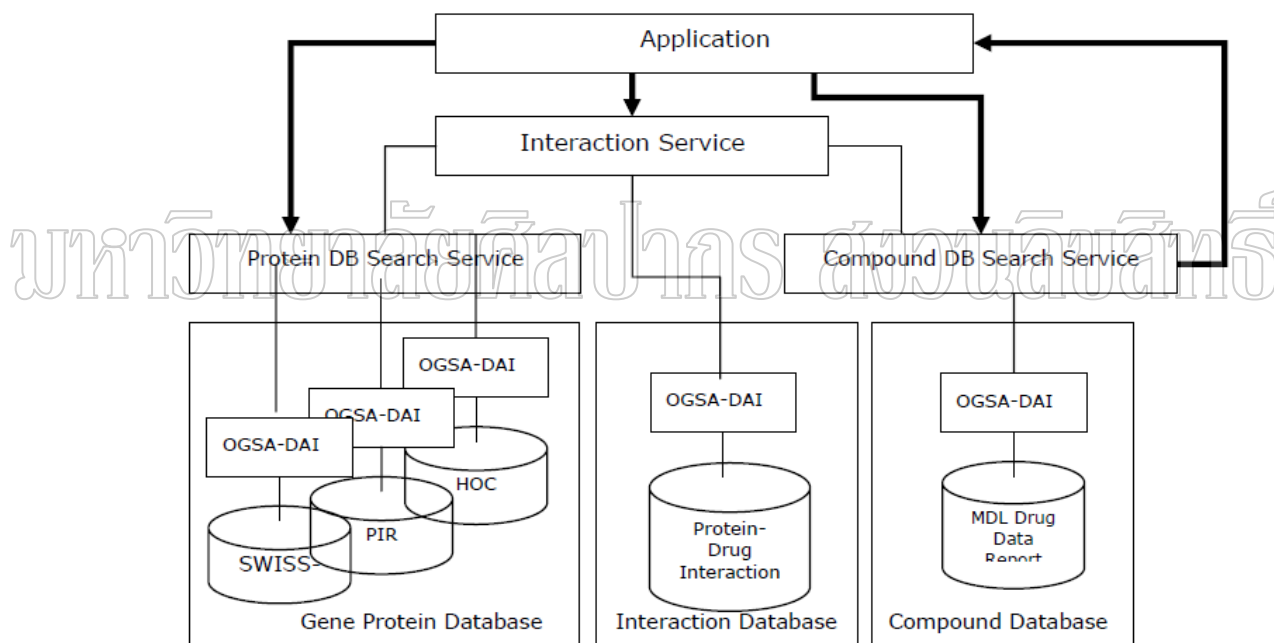 Application
Interaction Service
มหาวิทยาลัยศิลปากร สงวนลิขสิทธิ์
Protein DB Search Service
Compound DB Search Service
OGSA-DAI
OGSA-DAI
OGSA-DAI
OGSA-DAI
OGSA-DAI
HOC
PIR
SWISS-
Protein-
Drug
Interaction
MDL Drug
Data
Report
Gene Protein Database
Interaction Database
Compound Database